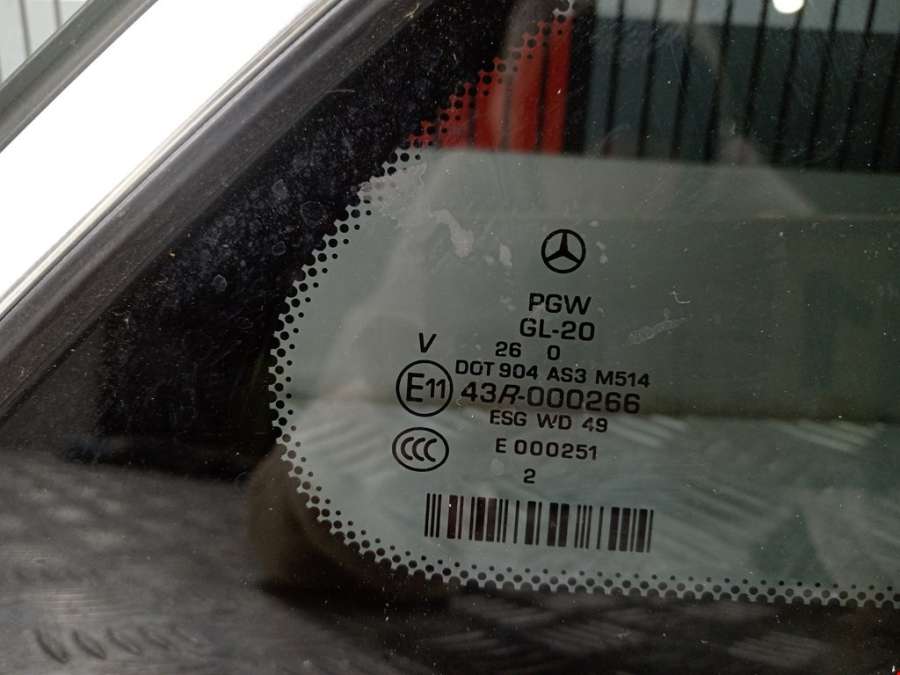 PGW
GL-20
26 0
V
DOT 904 AS3 M514
E11
43R-000266
ESG WD 49
CCC
E 000251
2